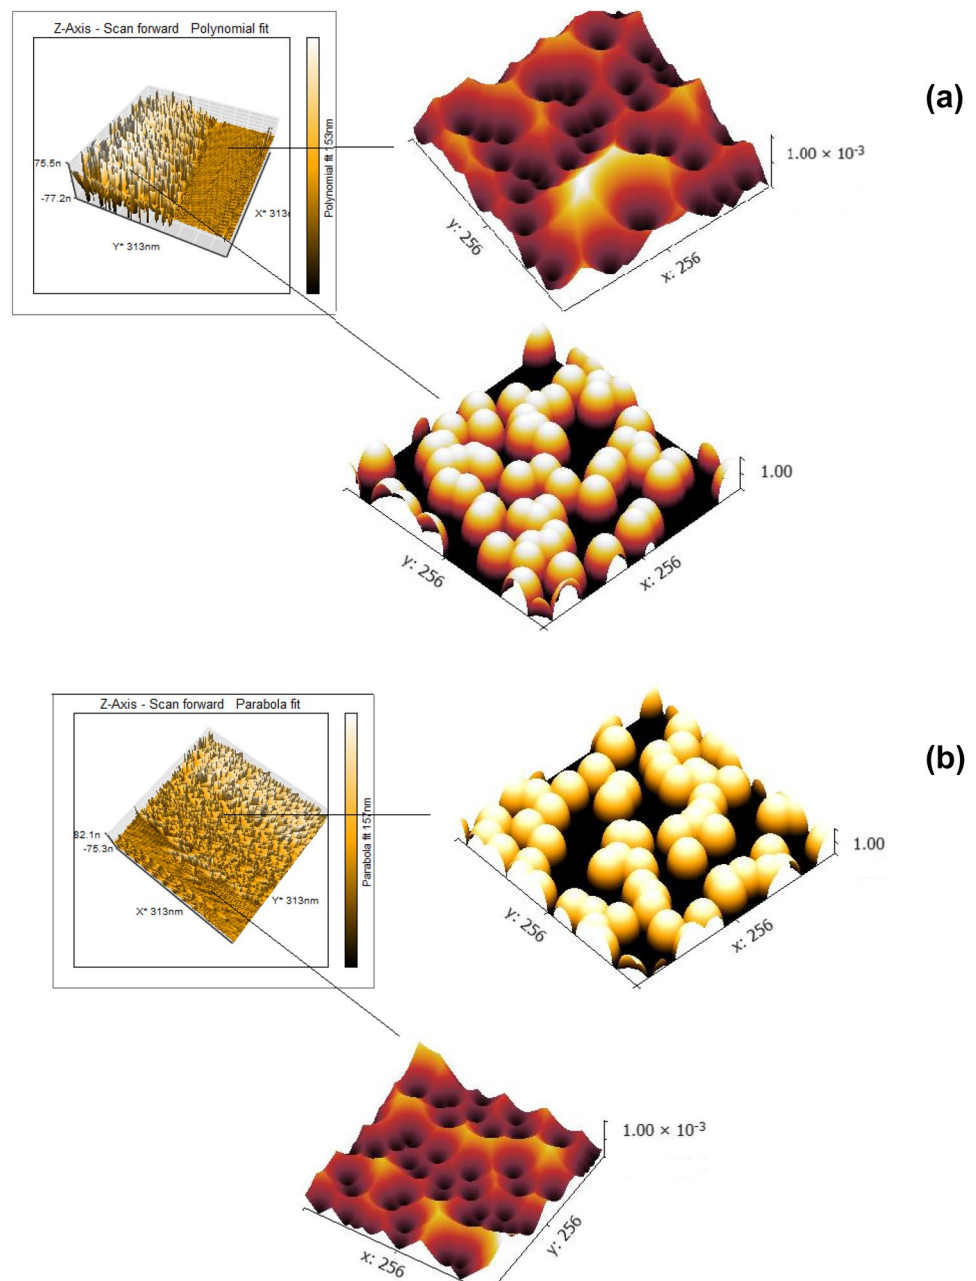 Z-Axis - Scan forward Polynomial fit
Polynomial fit 153nm
75.5n
-77.2n
Y* 313nm
X* 313
(a)
1.00 × 10-3
y: 256
x: 256
1.00
y: 256
x: 256
Z-Axis - Scan forward Parabola fit
Parabola fit 157nm
82.1n
-75.3n
X* 313nm
Y* 313nm
(b)
1.00
y: 256
x: 256
1.00 × 10-3
x: 256
y: 256